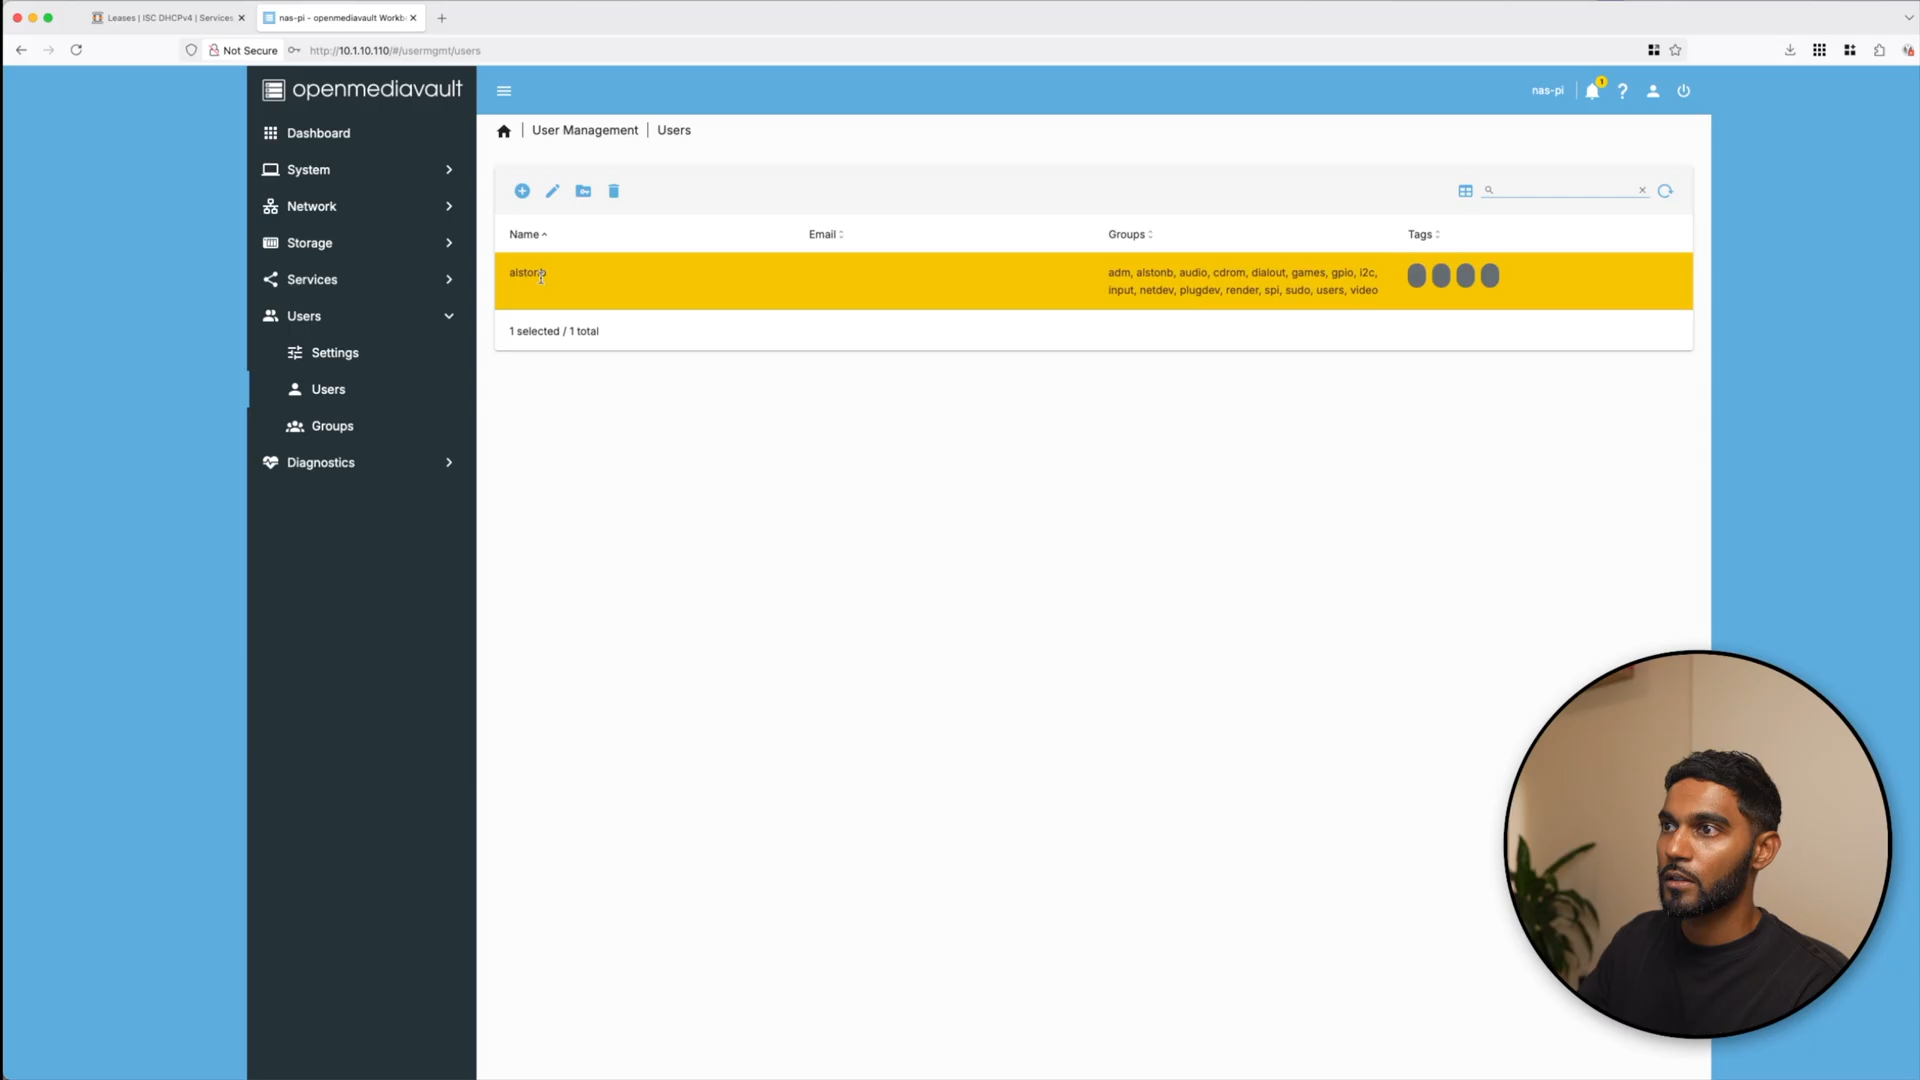 Leases | ISC DHCPv4 | Services
nas-pi - openmediavault Workb
Not Secure
http://10.1.10.110/#/usermgmt/users
openmediavault
nas-pi
1
Dashboard
System
Network
Storage
Services
Users
Settings
Users
Groups
Diagnostics
User Management | Users
Name
Email
Groups
Tags
alstonb
adm, alstonb, audio, cdrom, dialout, games, gpio, i2c,
input, netdev, plugdev, render, spi, sudo, users, video
1 selected / 1 total